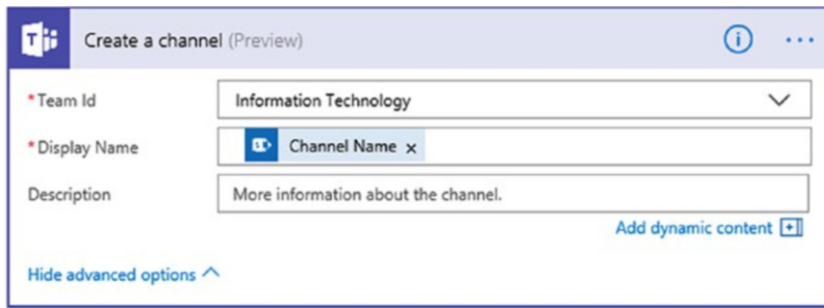 Create a channel (Preview)
* Team Id Information Technology
* Display Name Channel Name ×
Description More information about the channel.
Add dynamic content
Hide advanced options